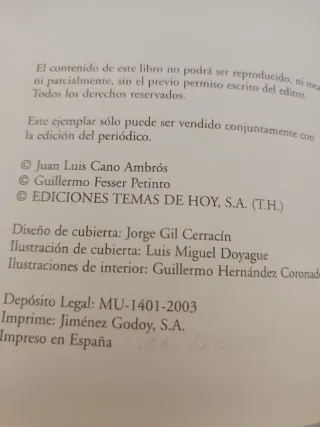 El contenido de este libro no podrá ser reproducido, ni
ni parcialmente, sin el previo permiso escrito del editor.
Todos los derechos reservados.
Este ejemplar sólo puede ser vendido conjuntamente con
la edición del periódico.
© Juan Luis Cano Ambrós
© Guillermo Fesser Petinto
© EDICIONES TEMAS DE HOY, S.A. (T.H.)
Diseño de cubierta: Jorge Gil Cerracín
Ilustración de cubierta: Luis Miguel Doyague
Ilustraciones de interior: Guillermo Hernández Coronado
Depósito Legal: MU-1401-2003
Imprime: Jiménez Godoy, S.A.
Impreso en España